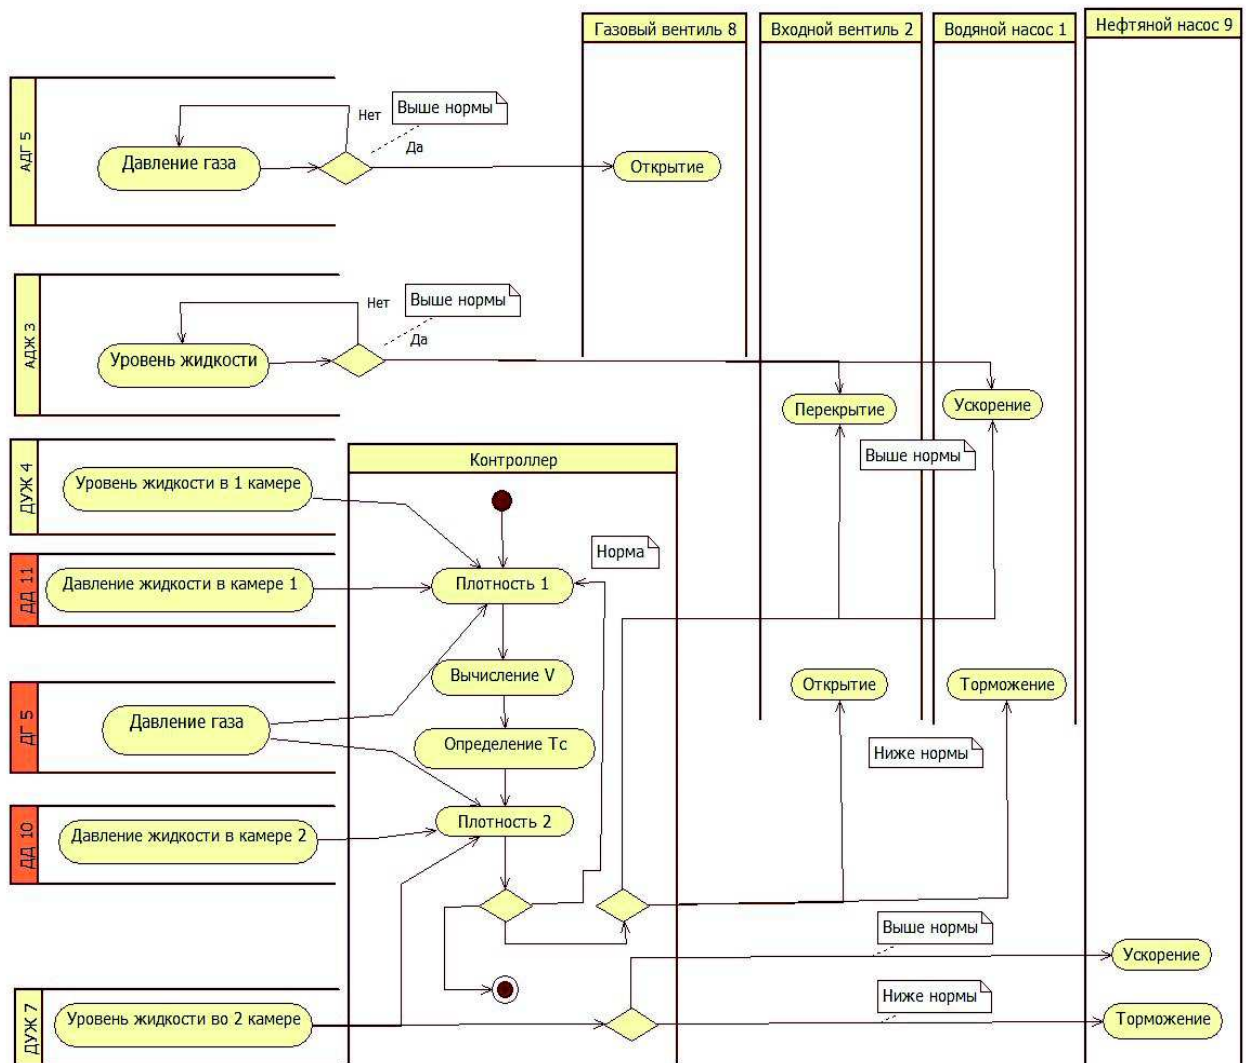 Газовый вентиль 8
Входной вентиль 2
Водяной насос 1
Нефтяной насос 9
АДГ 5
Нет
Выше нормы
Давление газа
Да
Открытие
АДЖ 3
Нет
Выше нормы
Да
Уровень жидкости
Перекрытие
Ускорение
Выше нормы
ДУЖ 4
Уровень жидкости в 1 камере
Контроллер
Норма
ДД 11
Давление жидкости в камере 1
Плотность 1
Вычисление V
Открытие
Торможение
ДГ 5
Давление газа
Определение Тс
Ниже нормы
ДД 10
Давление жидкости в камере 2
Плотность 2
Выше нормы
Ускорение
ДУЖ 7
Уровень жидкости во 2 камере
Ниже нормы
Торможение